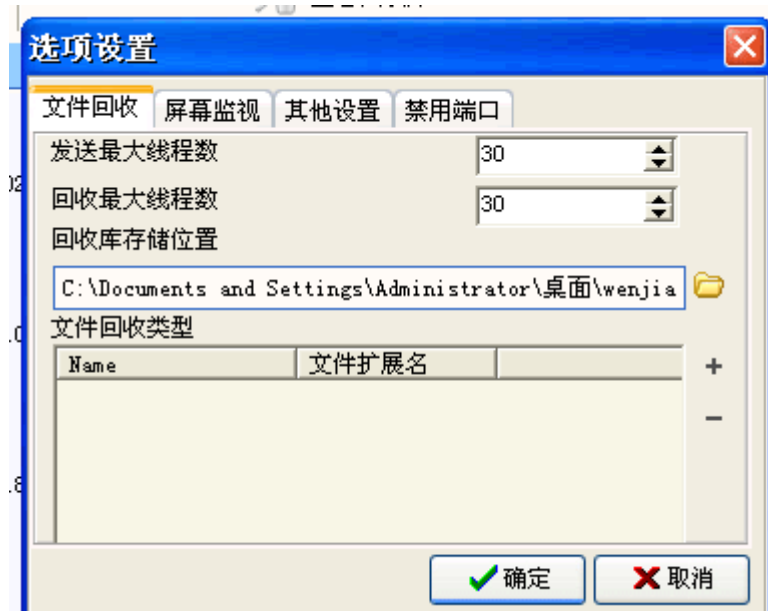 选项设置
文件回收 屏幕监视 其他设置 禁用端口
发送最大线程数 30
回收最大线程数 30
回收库存储位置
C:\Documents and Settings\Administrator\桌面\wenjia
文件回收类型
Name 文件扩展名
确定 取消